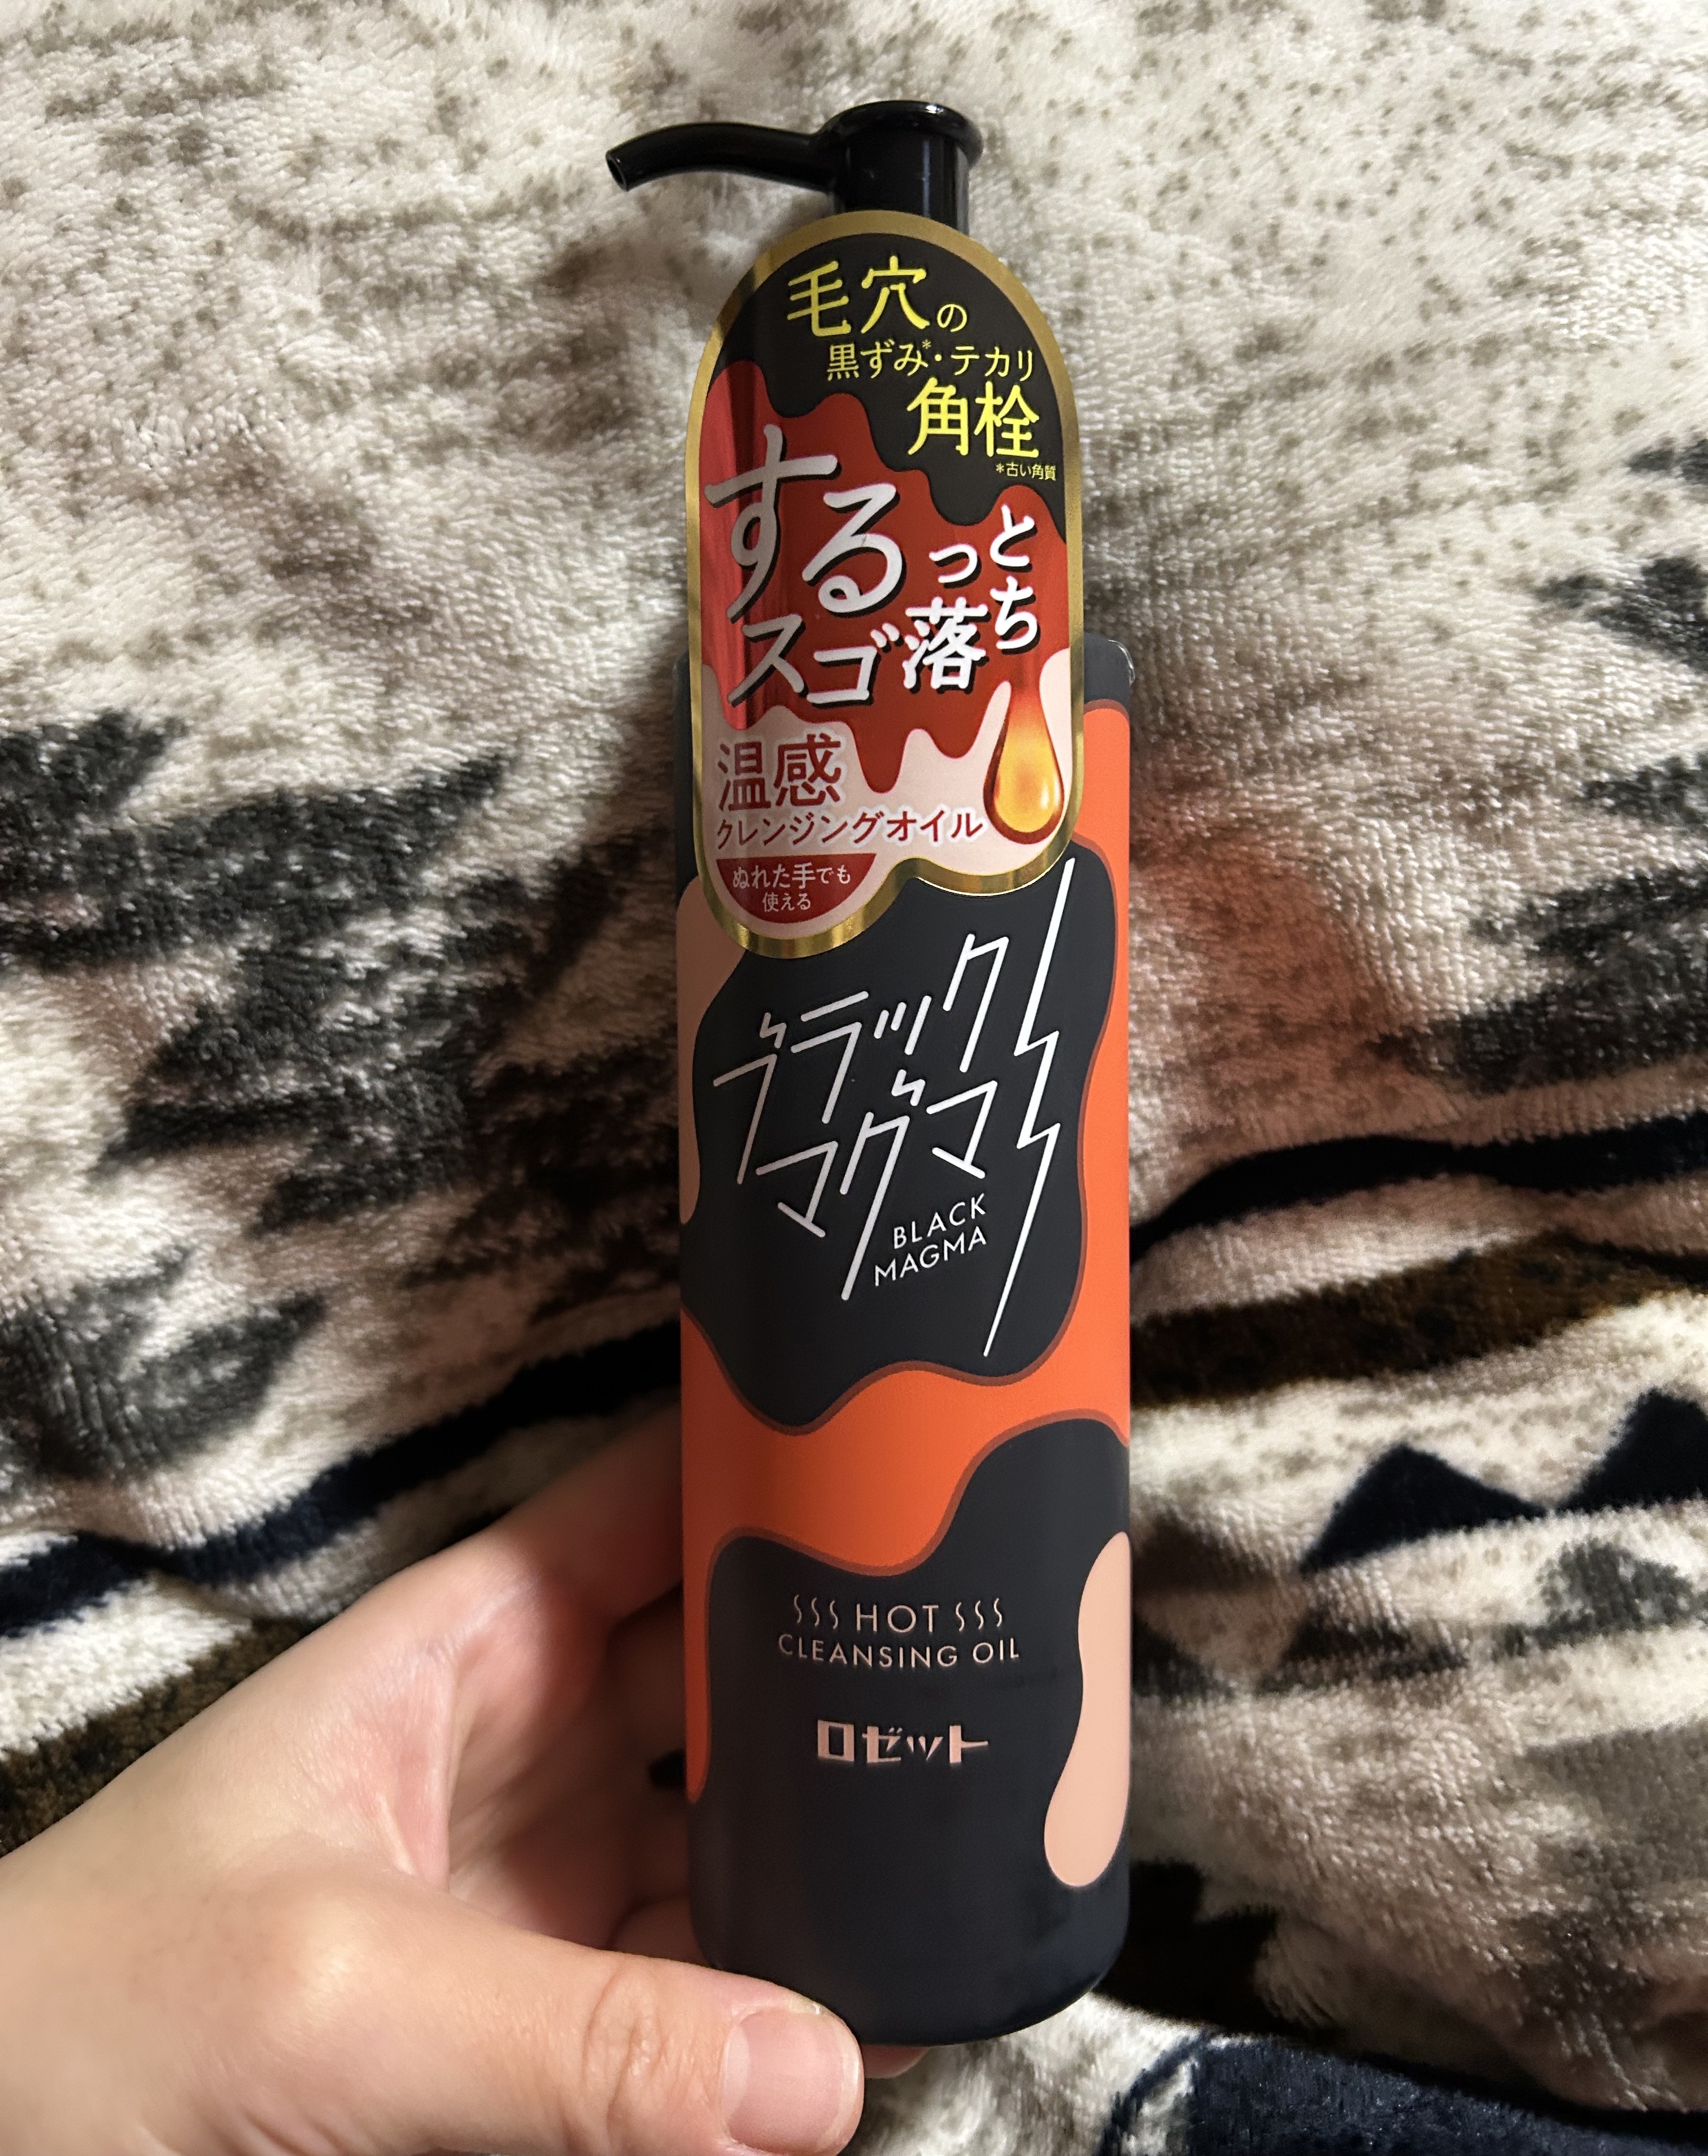 毛穴の
黒ずみ*・テカリ
角栓
*古い角質
するっと
スゴ落ち
温感
クレンジングオイル
ぬれた手でも
使える
ブラック
マグマ
BLACK
MAGMA
HOT
CLEANSING OIL
ロゼット